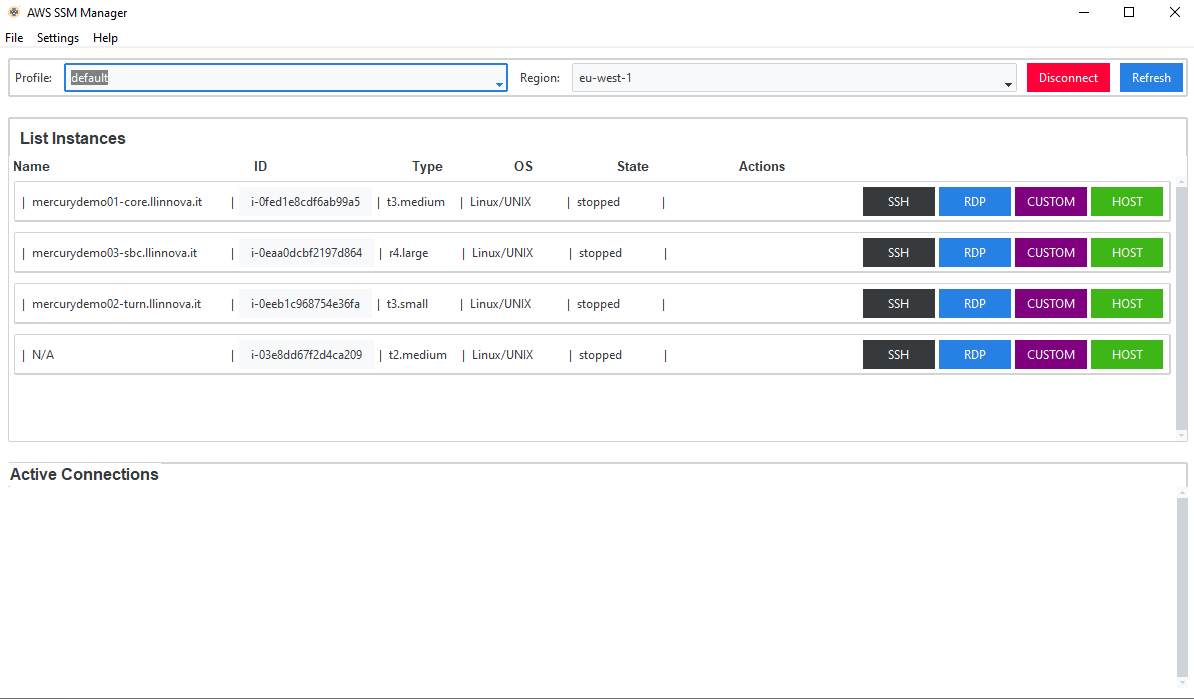 AWS SSM Manager
File Settings Help
Profile: default Region: eu-west-1 Disconnect Refresh
List Instances
Name ID Type OS State Actions
| mercurydemo01-core.llinnova.it | i-0fed1e8cdf6ab99a5 | t3.medium | Linux/UNIX | stopped | SSH RDP CUSTOM HOST
| mercurydemo03-sbc.llinnova.it | i-0eaa0dcbf2197d864 | r4.large | Linux/UNIX | stopped | SSH RDP CUSTOM HOST
| mercurydemo02-turn.llinnova.it | i-0eeb1c968754e36fa | t3.small | Linux/UNIX | stopped | SSH RDP CUSTOM HOST
| N/A | i-03e8dd67f2d4ca209 | t2.medium | Linux/UNIX | stopped | SSH RDP CUSTOM HOST
Active Connections